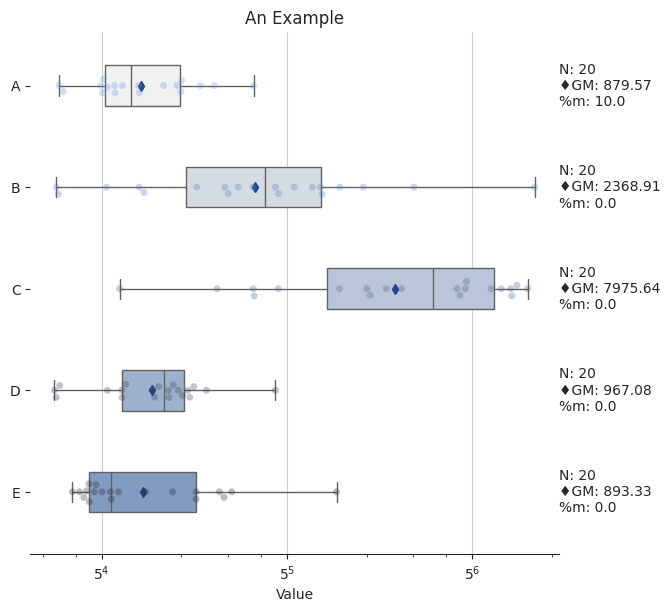 An Example
A
N: 20
♦GM: 879.57
%m: 10.0
B
N: 20
♦GM: 2368.91
%m: 0.0
C
N: 20
♦GM: 7975.64
%m: 0.0
D
N: 20
♦GM: 967.08
%m: 0.0
E
N: 20
♦GM: 893.33
%m: 0.0
5⁴ 5⁵ 5⁶
Value